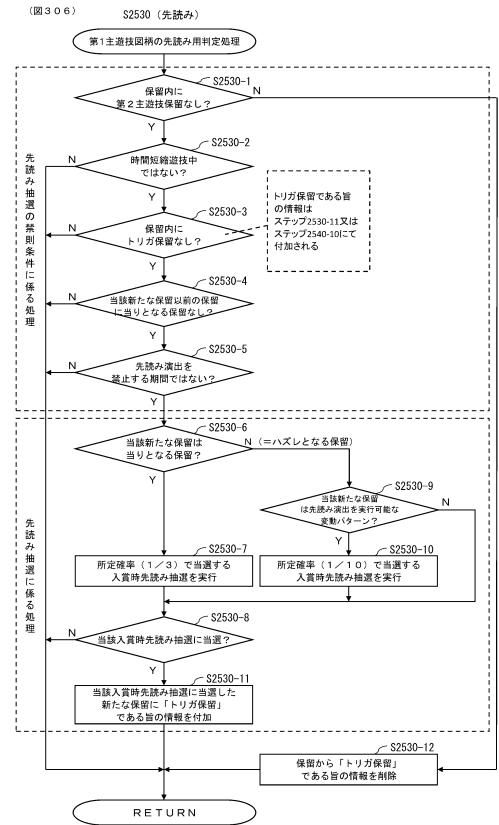 (図306)
S2530 (先読み)
第1主遊技図柄の先読み用判定処理
S2530-1
保留内に
第2主遊技保留なし?
N
Y
先読み抽選の禁則条件に係る処理
S2530-2
時間短縮遊技中
ではない?
N
Y
S2530-3
保留内に
トリガ保留なし?
N
Y
トリガ保留である旨
の情報は
ステップ2530-11又は
ステップ2540-10にて
付加される
S2530-4
当該新たな保留以前の保留
に当りとなる保留なし?
N
Y
S2530-5
先読み演出を
禁止する期間ではない?
N
Y
先読み抽選に係る処理
S2530-6
当該新たな保留は
当りとなる保留?
N (=ハズレとなる保留)
Y
S2530-9
当該新たな保留
は先読み演出を実行可能な
変動パターン?
N
Y
S2530-7
所定確率(1/3)で当選する
入賞時先読み抽選を実行
S2530-10
所定確率(1/10)で当選する
入賞時先読み抽選を実行
S2530-8
当該入賞時先読み抽選に当選?
N
Y
S2530-11
当該入賞時先読み抽選に当選した
新たな保留に「トリガ保留」
である旨の情報を付加
S2530-12
保留から「トリガ保留」
である旨の情報を削除
RETURN